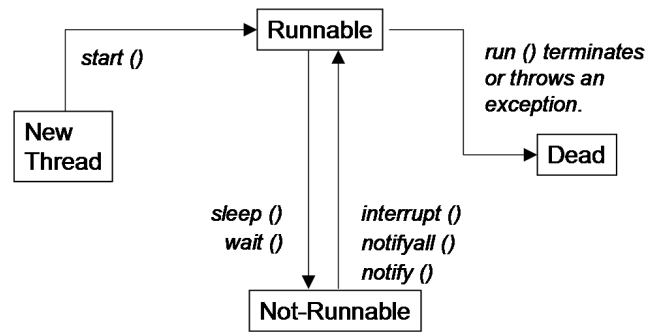 Runnable
start ()
run () terminates
or throws an
exception.
New
Thread
Dead
sleep ()
wait ()
interrupt ()
notifyall ()
notify ()
Not-Runnable